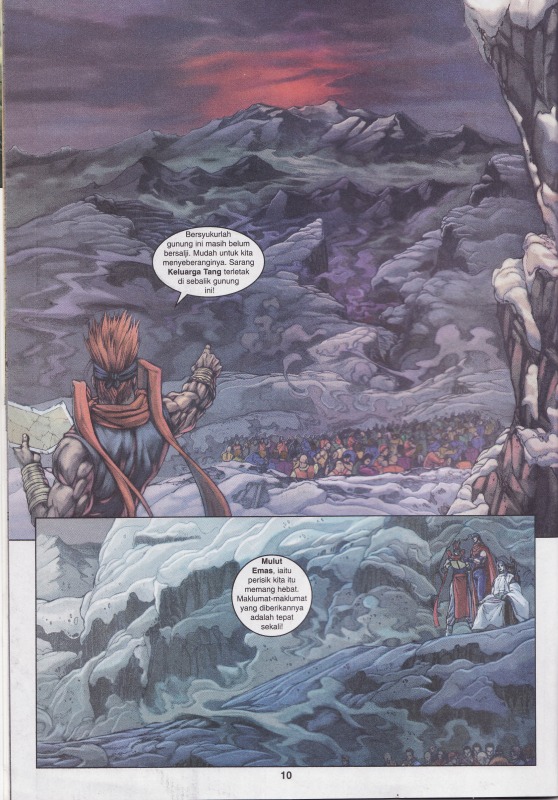 Bersyukurlah
gunung ini masih belum
bersalji. Mudah untuk kita
menyeberanginya. Sarang
Keluarga Tang terletak
di sebalik gunung
ini!
Mulut
Emas, iaitu
perisik kita itu
memang hebat.
Maklumat-maklumat
yang diberikannya
adalah tepat
sekali!
10